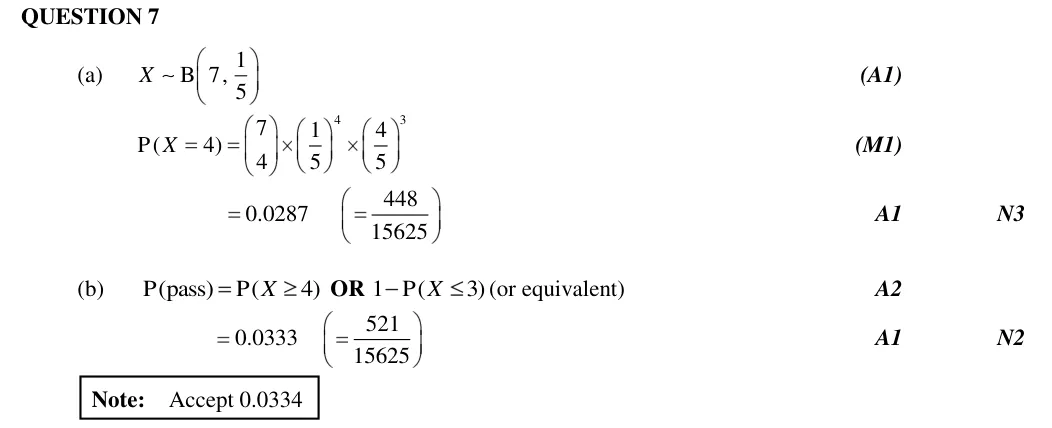 QUESTION 7
(a) X ~ B(7, 1/5) (A1)
P(X = 4) = (7 4) × (1/5)^4 × (4/5)^3 (M1)
= 0.0287 (= 448/15625) A1 N3
(b) P(pass) = P(X ≥ 4) OR 1 − P(X ≤ 3) (or equivalent) A2
= 0.0333 (= 521/15625) A1 N2
Note: Accept 0.0334